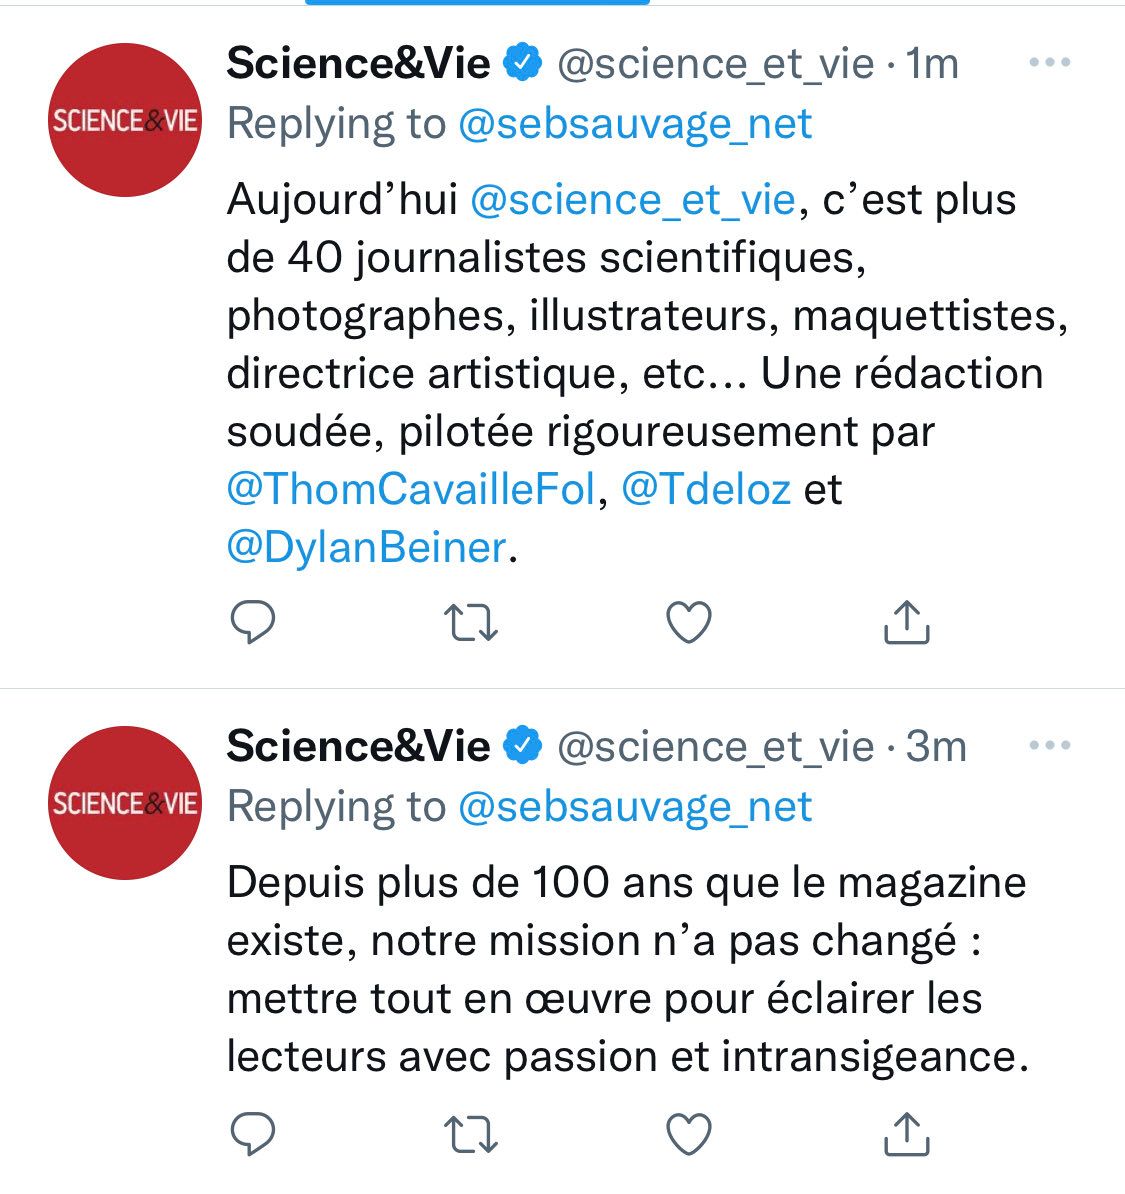 SCIENCE&VIE
Science&Vie @science_et_vie · 1m
Replying to @sebsauvage_net
Aujourd’hui @science_et_vie, c’est plus
de 40 journalistes scientifiques,
photographes, illustrateurs, maquettistes,
directrice artistique, etc... Une rédaction
soudée, pilotée rigoureusement par
@ThomCavailleFol, @Tdeloz et
@DylanBeiner.
SCIENCE&VIE
Science&Vie @science_et_vie · 3m
Replying to @sebsauvage_net
Depuis plus de 100 ans que le magazine
existe, notre mission n’a pas changé :
mettre tout en œuvre pour éclairer les
lecteurs avec passion et intransigeance.